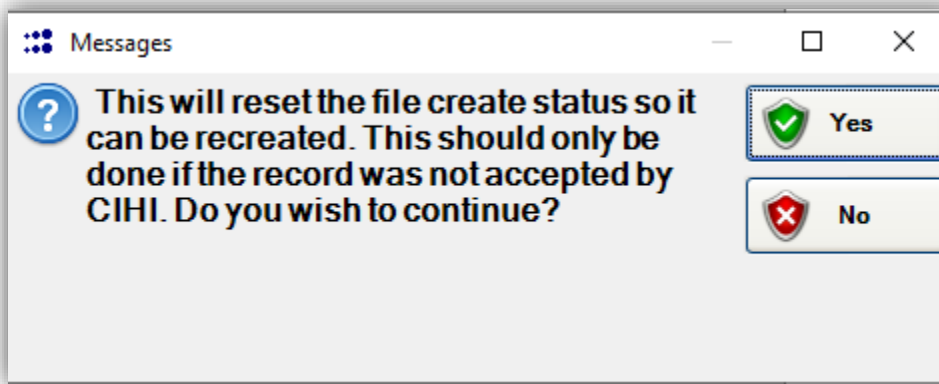 Messages
This will reset the file create status so it
can be recreated. This should only be
done if the record was not accepted by
CIHI. Do you wish to continue?
Yes
No